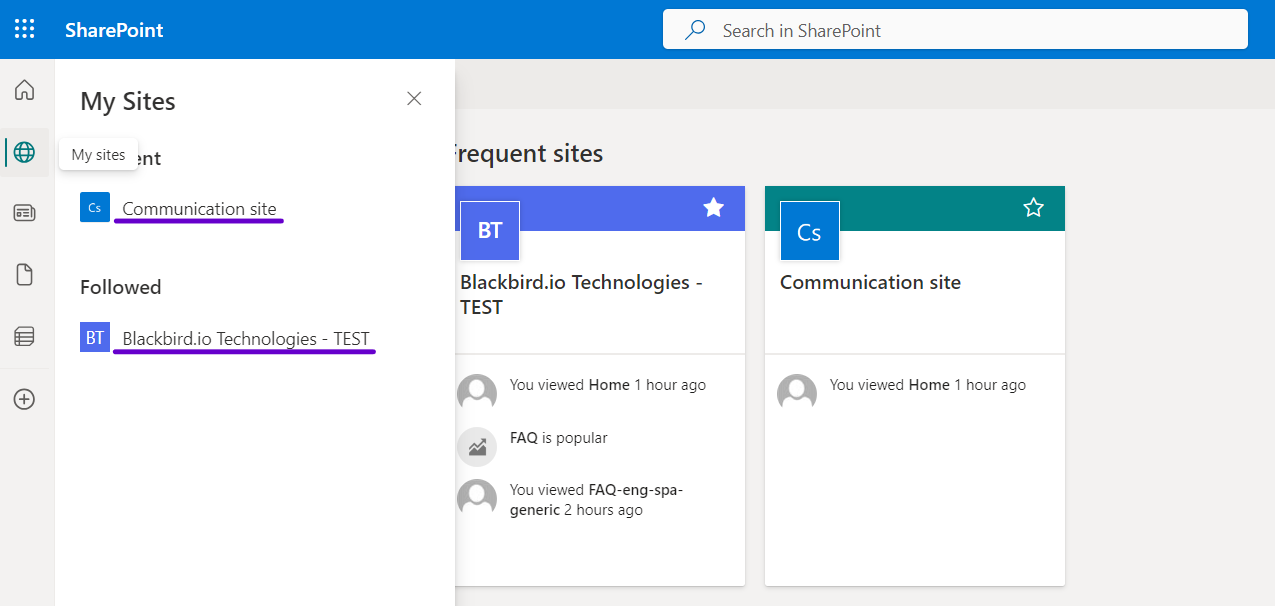 SharePoint
Search in SharePoint
My Sites
My sites
ent
Cs
Communication site
Followed
BT
Blackbird.io Technologies - TEST
Frequent sites
BT
Blackbird.io Technologies -
TEST
You viewed Home 1 hour ago
FAQ is popular
You viewed FAQ-eng-spa-
generic 2 hours ago
Cs
Communication site
You viewed Home 1 hour ago